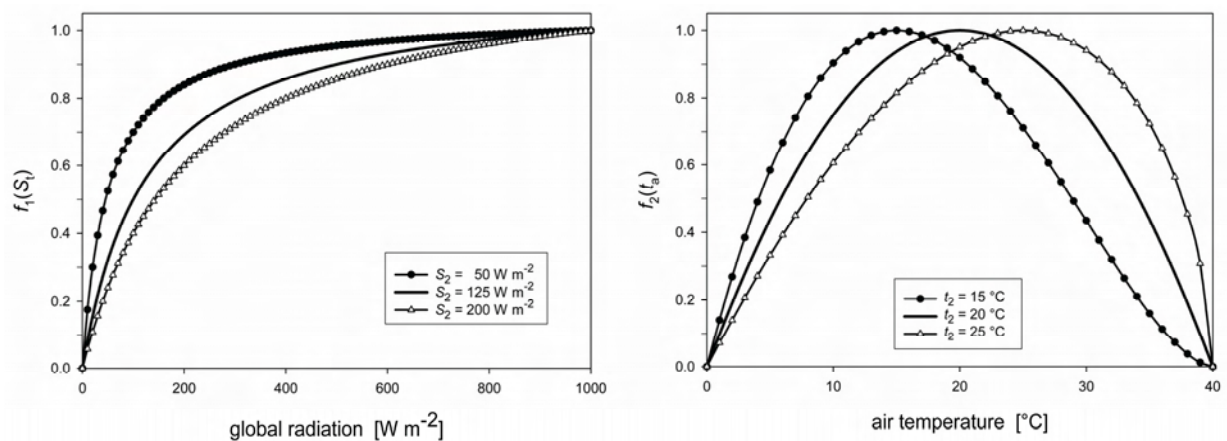 1.0
0.8
0.6
0.4
0.2
0.0
f₁(Sᵢ)
S₂ = 50 W m⁻²
S₂ = 125 W m⁻²
S₂ = 200 W m⁻²
0 200 400 600 800 1000
global radiation [W m⁻²]
1.0
0.8
0.6
0.4
0.2
0.0
f₂(tₐ)
t₂ = 15 °C
t₂ = 20 °C
t₂ = 25 °C
0 10 20 30 40
air temperature [°C]